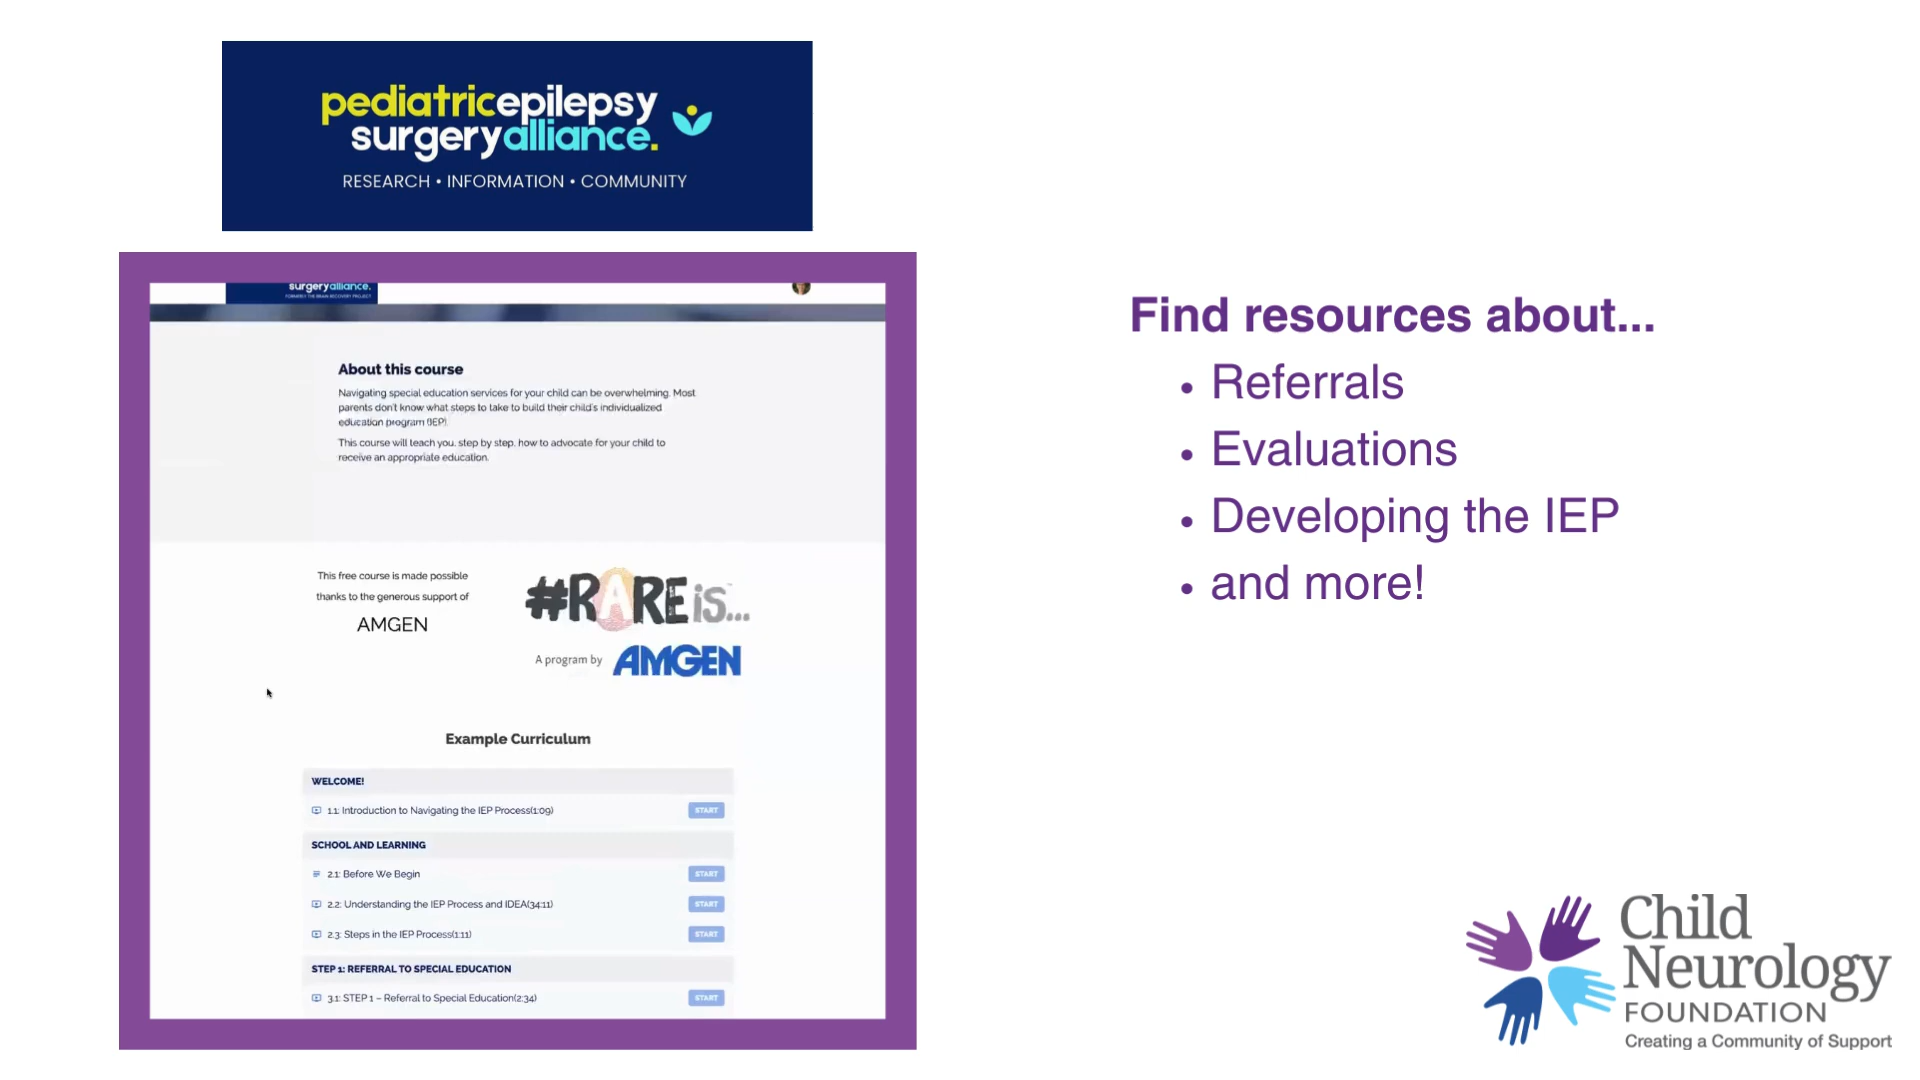 pediatricepilepsy
surgeryalliance.
RESEARCH • INFORMATION • COMMUNITY
surgeryalliance.
FORMERLY THE BRAIN RECOVERY PROJECT
About this course
Navigating special education services for your child can be overwhelming. Most
parents don't know what steps to take to build their child's individualized
education program (IEP).
This course will teach you, step by step, how to advocate for your child to
receive an appropriate education.
This free course is made possible
thanks to the generous support of
AMGEN
#RAREis...
A program by AMGEN
Example Curriculum
WELCOME!
1.1: Introduction to Navigating the IEP Process(1:09) START
SCHOOL AND LEARNING
2.1: Before We Begin START
2.2: Understanding the IEP Process and IDEA(34:11) START
2.3: Steps in the IEP Process(1:11) START
STEP 1: REFERRAL TO SPECIAL EDUCATION
3.1: STEP 1 – Referral to Special Education(2:34) START
Find resources about...
• Referrals
• Evaluations
• Developing the IEP
• and more!
Child
Neurology
FOUNDATION
Creating a Community of Support